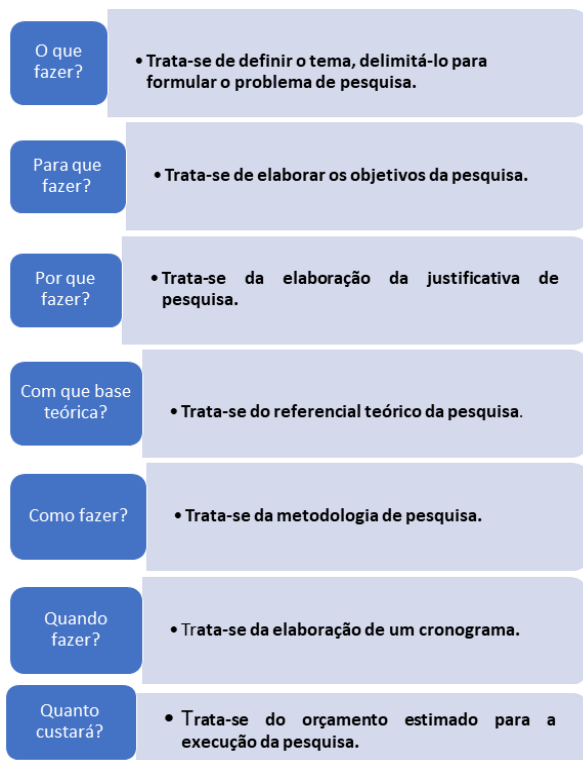 O que
fazer?
• Trata-se de definir o tema, delimitá-lo para
formular o problema de pesquisa.
Para que
fazer?
• Trata-se de elaborar os objetivos da pesquisa.
Por que
fazer?
• Trata-se da elaboração da justificativa de
pesquisa.
Com que base
teórica?
• Trata-se do referencial teórico da pesquisa.
Como fazer?
• Trata-se da metodologia de pesquisa.
Quando
fazer?
• Trata-se da elaboração de um cronograma.
Quanto
custará?
• Trata-se do orçamento estimado para a
execução da pesquisa.